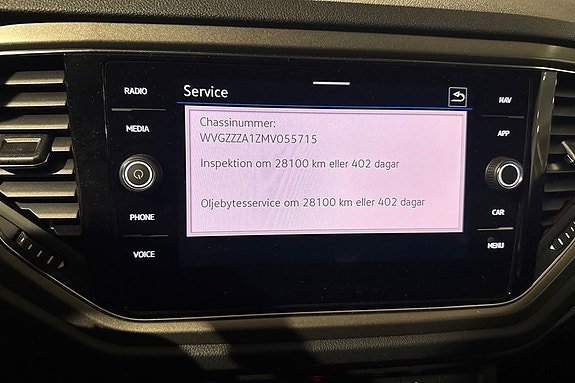 RADIO
MEDIA
PHONE
VOICE
Service
Chassinummer:
WVGZZZA1ZMV055715
Inspektion om 28100 km eller 402 dagar
Oljebytesservice om 28100 km eller 402 dagar
NAV
APP
CAR
MENU